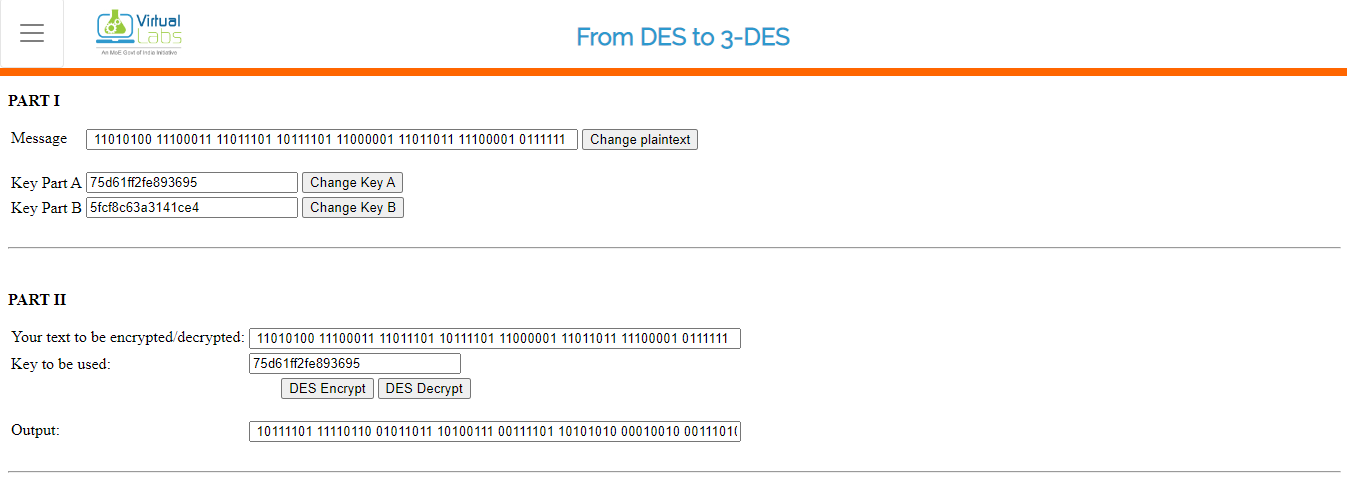 Virtual
Labs
An MoE Govt of India Initiative
From DES to 3-DES
PART I
Message 11010100 11100011 11011101 10111101 11000001 11011011 11100001 0111111 Change plaintext
Key Part A 75d61ff2fe893695 Change Key A
Key Part B 5fcf8c63a3141ce4 Change Key B
PART II
Your text to be encrypted/decrypted: 11010100 11100011 11011101 10111101 11000001 11011011 11100001 0111111
Key to be used: 75d61ff2fe893695
DES Encrypt DES Decrypt
Output: 10111101 11110110 01011011 10100111 00111101 10101010 00010010 00111010